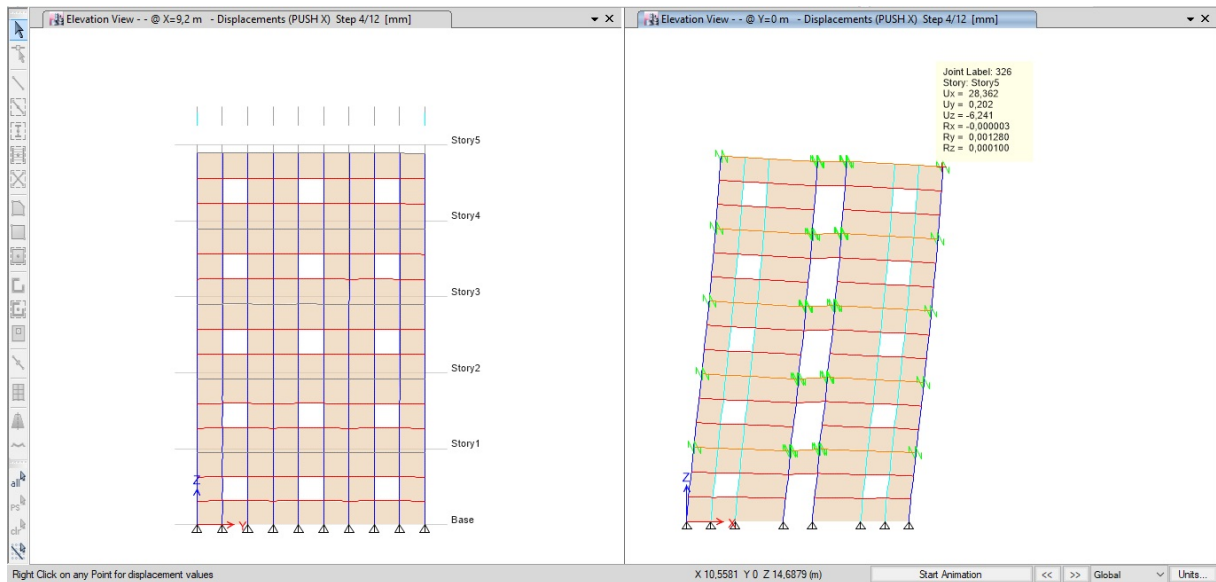 Elevation View - - @ X=9,2 m - Displacements (PUSH X) Step 4/12 [mm]
Elevation View - - @ Y=0 m - Displacements (PUSH X) Step 4/12 [mm]
Joint Label: 326
Story: Story5
Ux = 28,362
Uy = 0,202
Uz = -6,241
Rx = -0,000003
Ry = 0,001280
Rz = 0,000100
Story5
Story4
Story3
Story2
Story1
Base
Z
Y
Z
X
all
ps
clr
Right Click on any Point for displacement values
X 10,5581 Y 0 Z 14,6879 (m)
Start Animation
<<
>>
Global
Units...